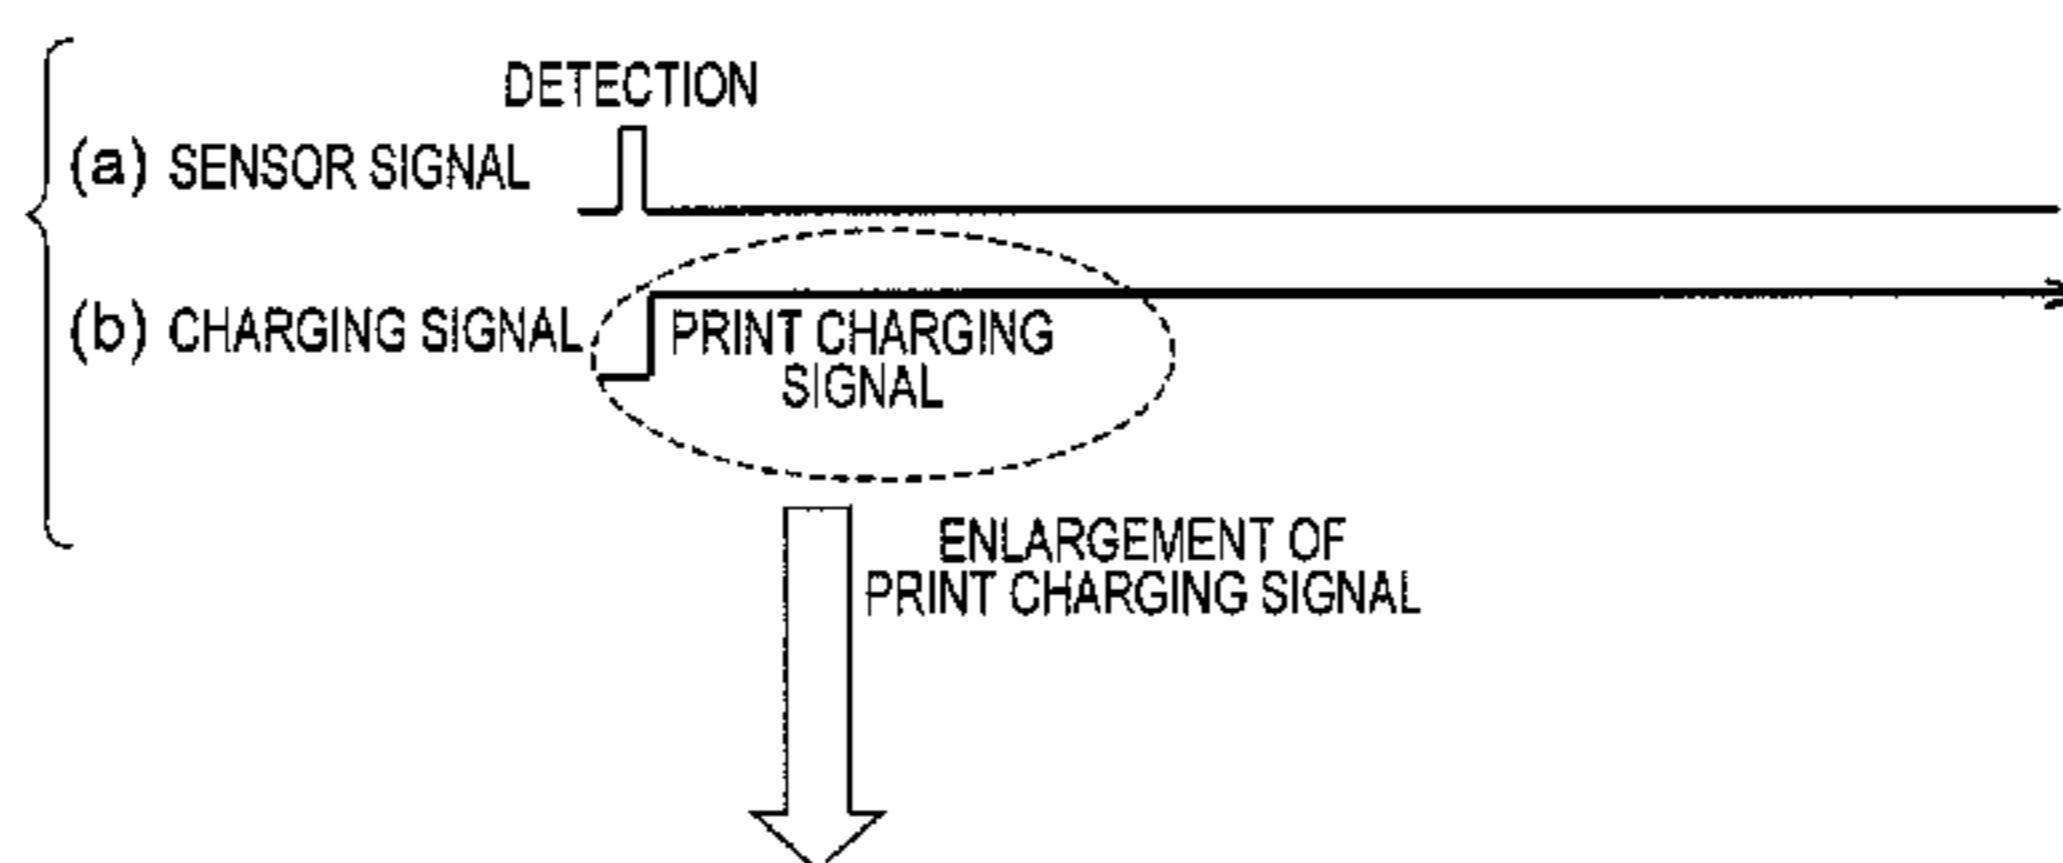 DETECTION
(a) SENSOR SIGNAL
(b) CHARGING SIGNAL
PRINT CHARGING
SIGNAL
ENLARGEMENT OF
PRINT CHARGING SIGNAL